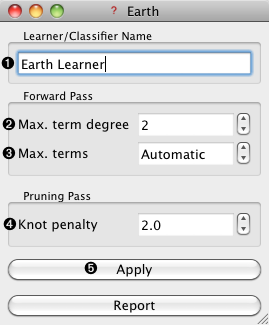 ? Earth
Learner/Classifier Name
❶ Earth Learner
Forward Pass
❷ Max. term degree 2
❸ Max. terms Automatic
Pruning Pass
❹ Knot penalty 2.0
❺ Apply
Report